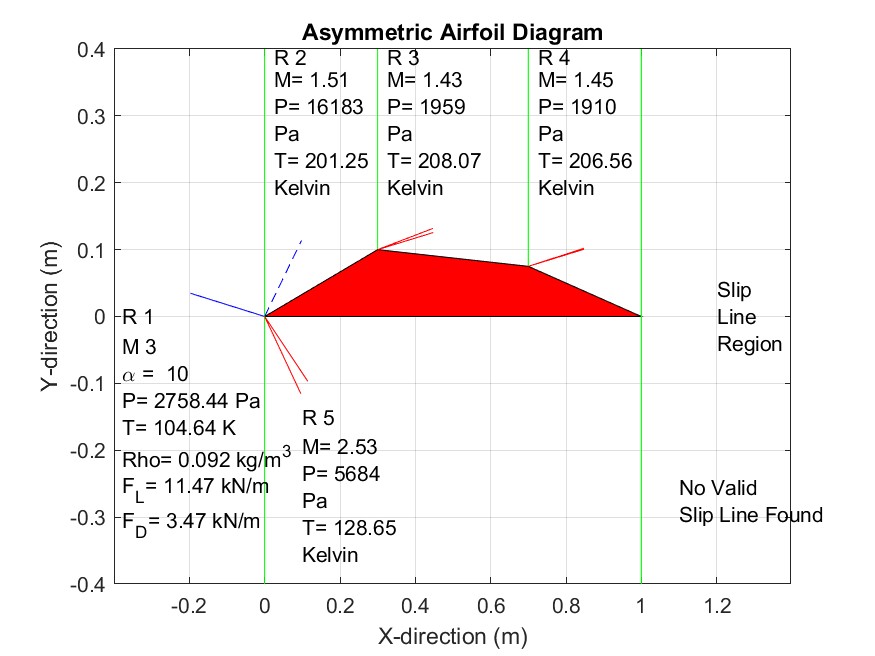 Asymmetric Airfoil Diagram
R 2
M= 1.51
P= 16183
Pa
T= 201.25
Kelvin
R 3
M= 1.43
P= 1959
Pa
T= 208.07
Kelvin
R 4
M= 1.45
P= 1910
Pa
T= 206.56
Kelvin
R 1
M 3
α = 10
P= 2758.44 Pa
T= 104.64 K
Rho= 0.092 kg/m³
F_L= 11.47 kN/m
F_D= 3.47 kN/m
R 5
M= 2.53
P= 5684
Pa
T= 128.65
Kelvin
Slip
Line
Region
No Valid
Slip Line Found
0.4
0.3
0.2
0.1
0
-0.1
-0.2
-0.3
-0.4
Y-direction (m)
-0.2
0
0.2
0.4
0.6
0.8
1
1.2
X-direction (m)